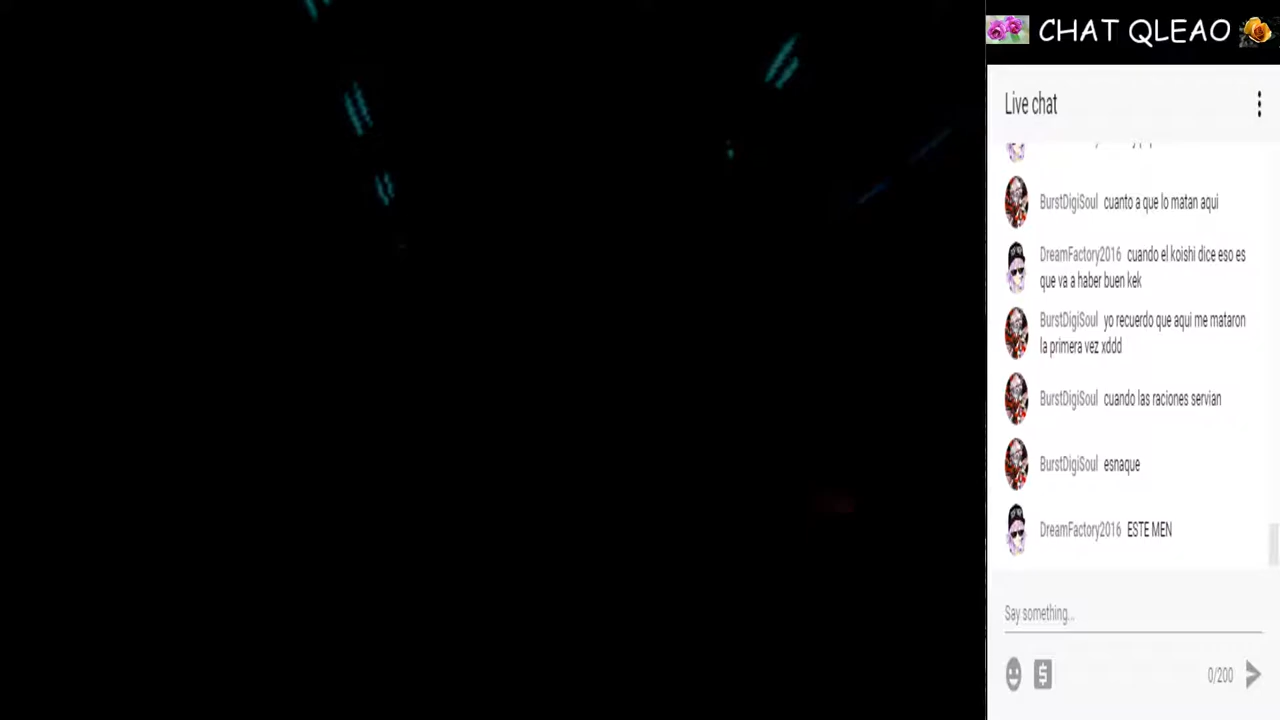 CHAT QLEAO
Live chat
BurstDigiSoul cuanto a que lo matan aqui
DreamFactory2016 cuando el koishi dice eso es
que va a haber buen kek
BurstDigiSoul yo recuerdo que aqui me mataron
la primera vez xddd
BurstDigiSoul cuando las raciones servian
BurstDigiSoul esnaque
DreamFactory2016 ESTE MEN
Say something...
0/200